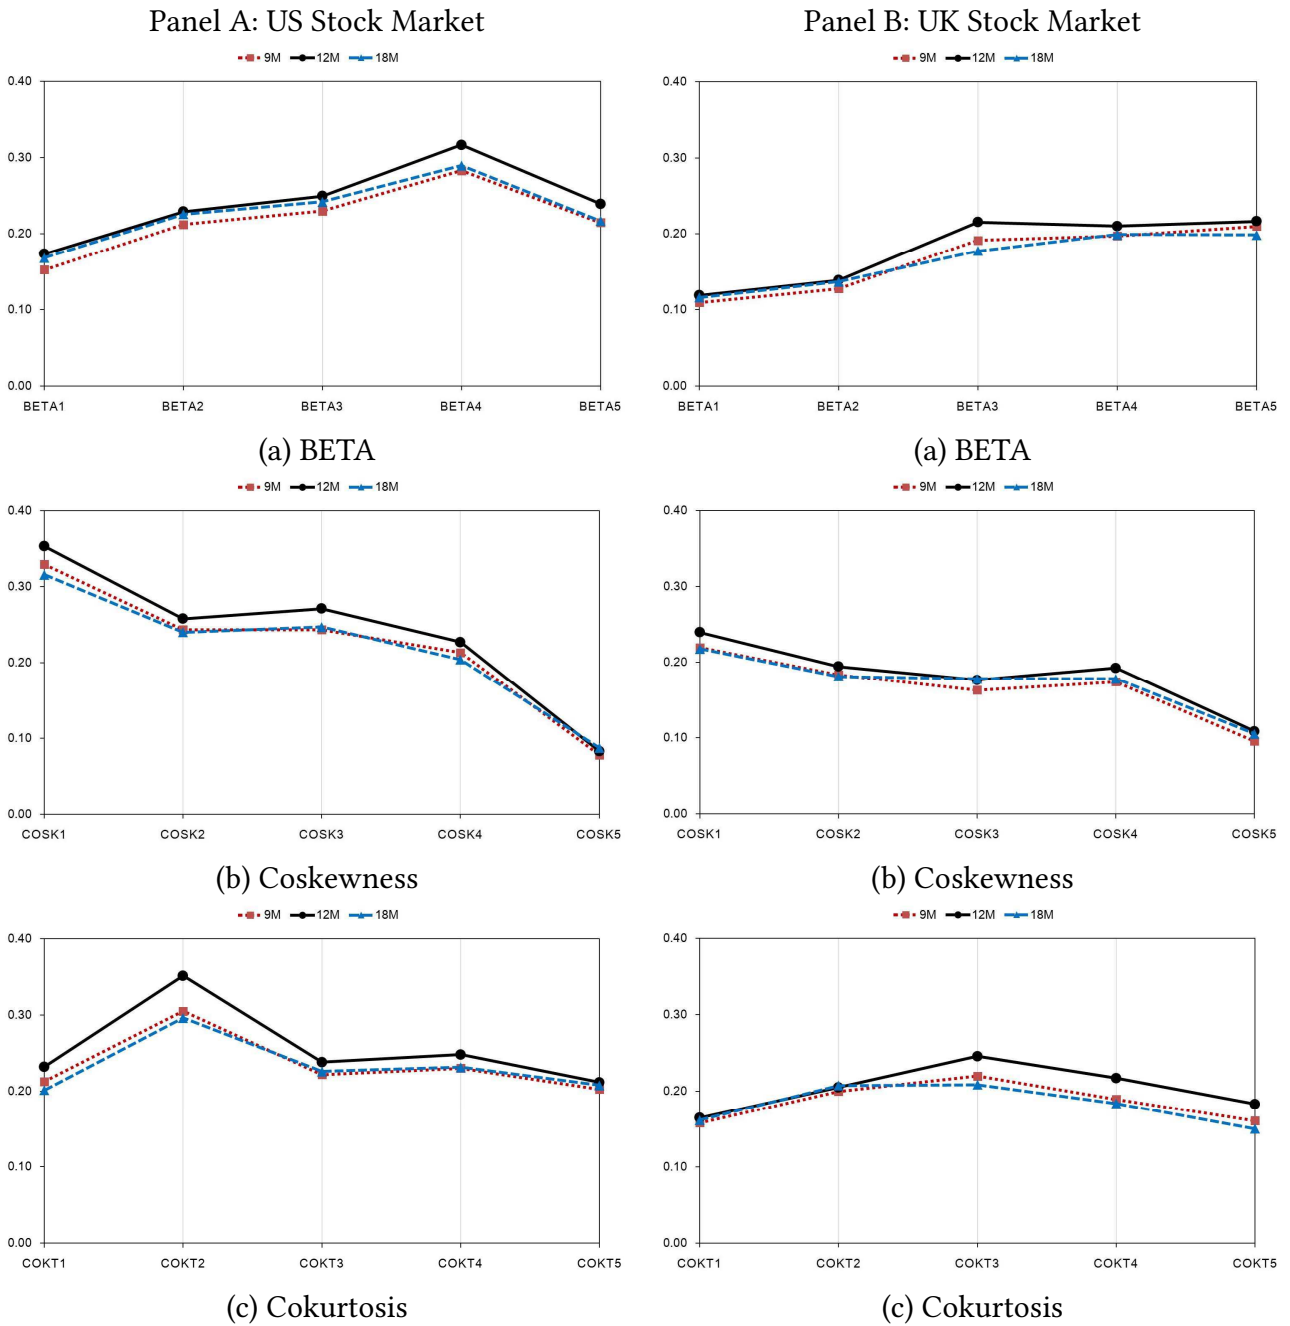 Panel A: US Stock Market
9M 12M 18M
0.40
0.30
0.20
0.10
0.00
BETA1 BETA2 BETA3 BETA4 BETA5
(a) BETA
9M 12M 18M
0.40
0.30
0.20
0.10
0.00
COSK1 COSK2 COSK3 COSK4 COSK5
(b) Coskewness
9M 12M 18M
0.40
0.30
0.20
0.10
0.00
COKT1 COKT2 COKT3 COKT4 COKT5
(c) Cokurtosis
Panel B: UK Stock Market
9M 12M 18M
0.40
0.30
0.20
0.10
0.00
BETA1 BETA2 BETA3 BETA4 BETA5
(a) BETA
9M 12M 18M
0.40
0.30
0.20
0.10
0.00
COSK1 COSK2 COSK3 COSK4 COSK5
(b) Coskewness
9M 12M 18M
0.40
0.30
0.20
0.10
0.00
COKT1 COKT2 COKT3 COKT4 COKT5
(c) Cokurtosis